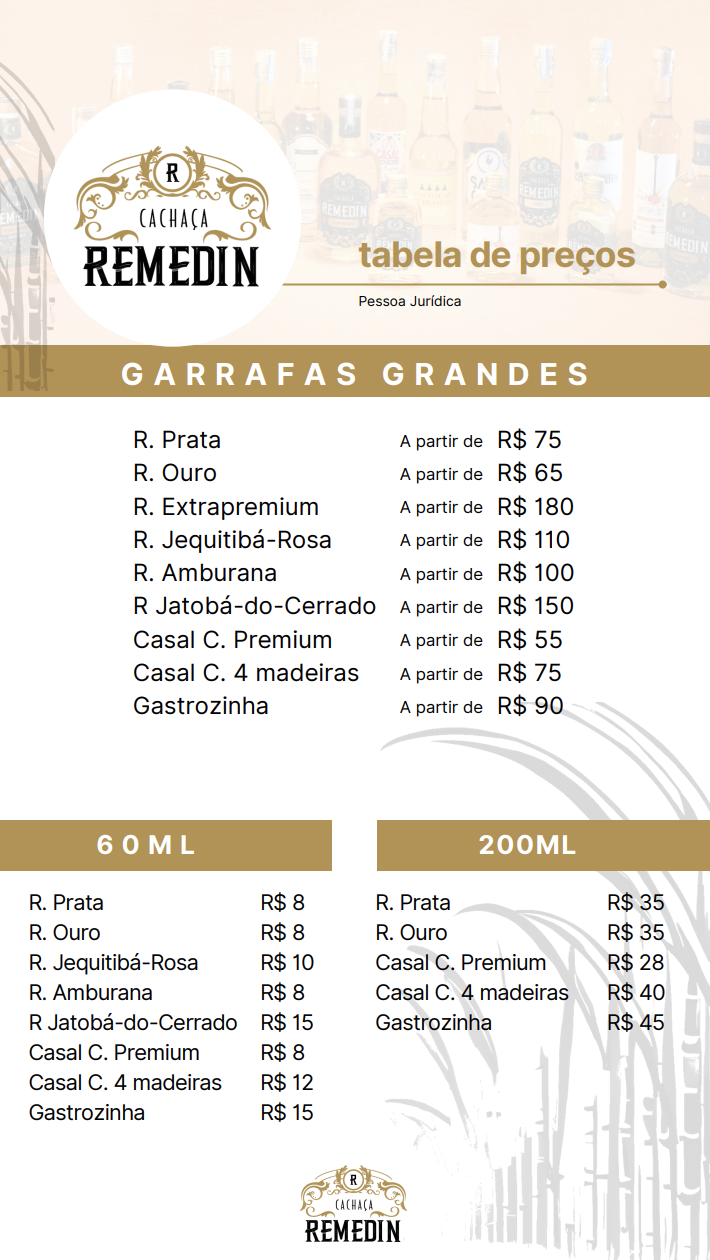 R
CACHAÇA
REMEDIN
tabela de preços
Pessoa Jurídica
GARRAFAS GRANDES
R. Prata A partir de R$ 75
R. Ouro A partir de R$ 65
R. Extrapremium A partir de R$ 180
R. Jequitibá-Rosa A partir de R$ 110
R. Amburana A partir de R$ 100
R Jatobá-do-Cerrado A partir de R$ 150
Casal C. Premium A partir de R$ 55
Casal C. 4 madeiras A partir de R$ 75
Gastrozinha A partir de R$ 90
60ML
R. Prata R$ 8
R. Ouro R$ 8
R. Jequitibá-Rosa R$ 10
R. Amburana R$ 8
R Jatobá-do-Cerrado R$ 15
Casal C. Premium R$ 8
Casal C. 4 madeiras R$ 12
Gastrozinha R$ 15
200ML
R. Prata R$ 35
R. Ouro R$ 35
Casal C. Premium R$ 28
Casal C. 4 madeiras R$ 40
Gastrozinha R$ 45
R
CACHAÇA
REMEDIN